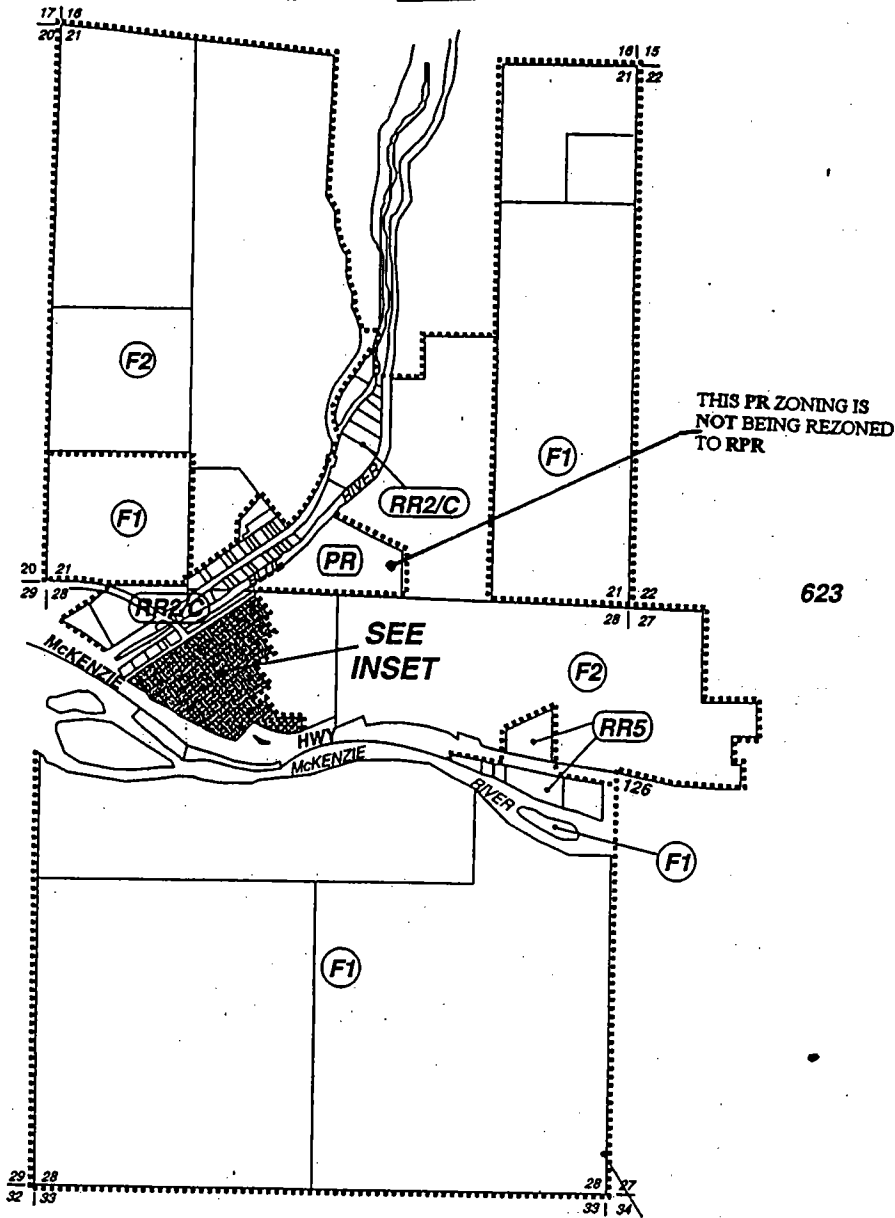 17 | 16
20 | 21
16 | 15
21 | 22
F2
THIS PR ZONING IS
NOT BEING REZONED
TO RPR
F1
RIVER
RR2/C
F1
PR
20 | 21
29 | 28
21 | 22
28 | 27
623
RR2/C
SEE
INSET
McKENZIE
F2
RR5
HWY
McKENZIE
126
RIVER
F1
F1
29 | 28
32 | 33
28 | 27
33 | 34